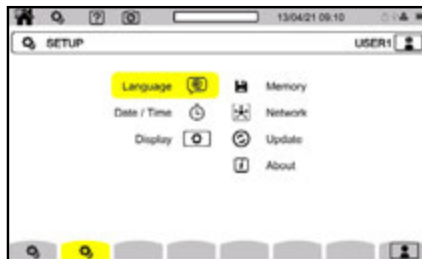 13/04/21 09:10
SETUP USER1
Language Memory
Date / Time Network
Display Update
About